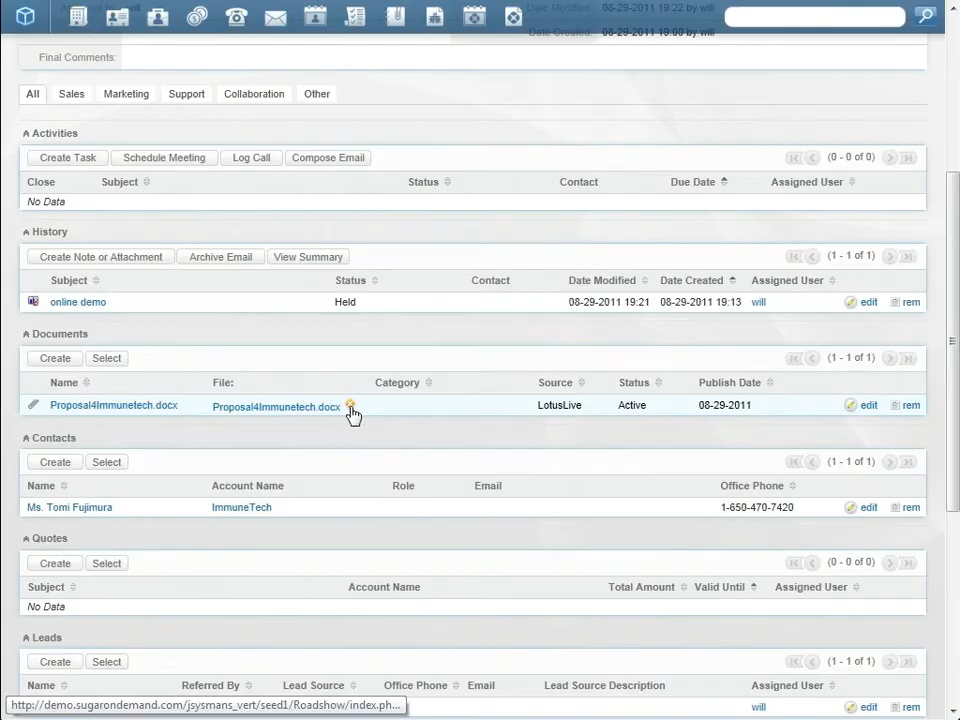 Date Modified: 08-29-2011 19:22 by will
Date Created: 08-29-2011 19:00 by will
Final Comments:
All Sales Marketing Support Collaboration Other
Activities
Create Task Schedule Meeting Log Call Compose Email (0 - 0 of 0)
Close Subject Status Contact Due Date Assigned User
No Data
History
Create Note or Attachment Archive Email View Summary (1 - 1 of 1)
Subject Status Contact Date Modified Date Created Assigned User
online demo Held 08-29-2011 19:21 08-29-2011 19:13 will edit rem
Documents
Create Select (1 - 1 of 1)
Name File: Category Source Status Publish Date
Proposal4Immunetech.docx Proposal4Immunetech.docx LotusLive Active 08-29-2011 edit rem
Contacts
Create Select (1 - 1 of 1)
Name Account Name Role Email Office Phone
Ms. Tomi Fujimura ImmuneTech 1-650-470-7420 edit rem
Quotes
Create Select (0 - 0 of 0)
Subject Account Name Total Amount Valid Until Assigned User
No Data
Leads
Create Select (1 - 1 of 1)
Name Referred By Lead Source Office Phone Email Lead Source Description Assigned User
http://demo.sugarondemand.com/jsysmans_vert/seed1/Roadshow/index.ph... will edit rem